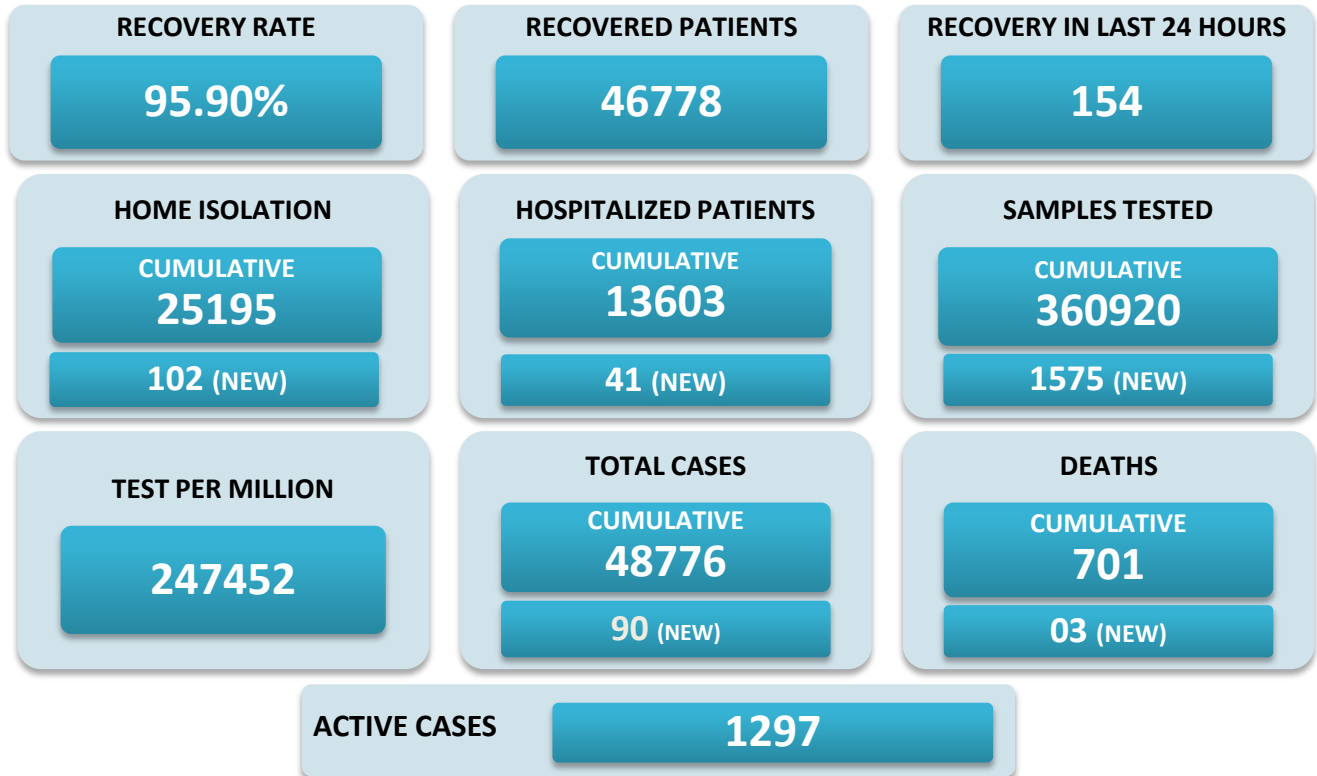 RECOVERY RATE
95.90%
RECOVERED PATIENTS
46778
RECOVERY IN LAST 24 HOURS
154
HOME ISOLATION
CUMULATIVE
25195
102 (NEW)
HOSPITALIZED PATIENTS
CUMULATIVE
13603
41 (NEW)
SAMPLES TESTED
CUMULATIVE
360920
1575 (NEW)
TEST PER MILLION
247452
TOTAL CASES
CUMULATIVE
48776
90 (NEW)
DEATHS
CUMULATIVE
701
03 (NEW)
ACTIVE CASES
1297